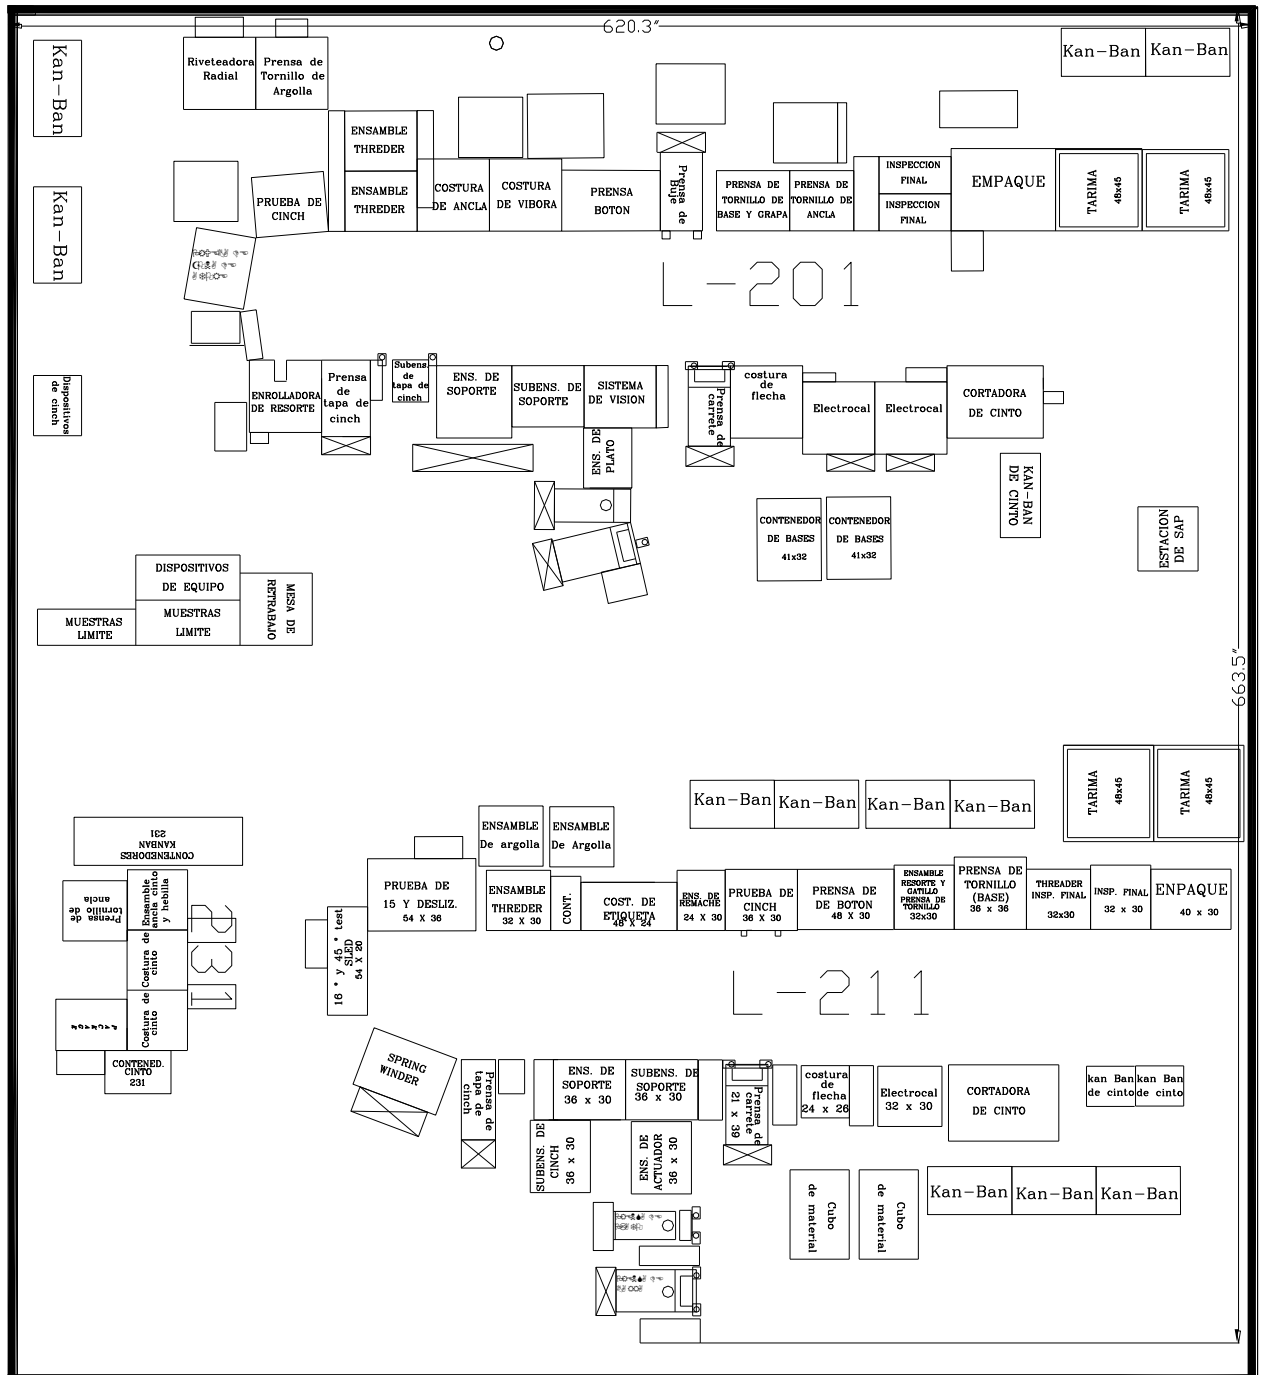 620.3"
Kan-Ban
Riveteadora
Radial
Prensa de
Tornillo de
Argolla
Kan-Ban
Kan-Ban
ENSAMBLE
THREDER
ENSAMBLE
THREDER
PRUEBA DE
CINCH
COSTURA
DE ANCLA
COSTURA
DE VIBORA
PRENSA
BOTON
Prensa de
Buje
PRENSA DE
TORNILLO DE
BASE Y GRAPA
PRENSA DE
TORNILLO DE
ANCLA
INSPECCION
FINAL
INSPECCION
FINAL
EMPAQUE
TARIMA
48x45
TARIMA
48x45
Kan-Ban
L-201
Dispositivos
de cinch
ENROLLADORA
DE RESORTE
Prensa
de
tapa de
cinch
Subens.
de
tapa de
cinch
ENS. DE
SOPORTE
SUBENS. DE
SOPORTE
SISTEMA
DE VISION
ENS. DE
PLATO
Prensa de
carrete
costura
de
flecha
Electrocal
Electrocal
CORTADORA
DE CINTO
KAN-BAN
DE CINTO
CONTENEDOR
DE BASES
41x32
CONTENEDOR
DE BASES
41x32
ESTACION
DE SAP
DISPOSITIVOS
DE EQUIPO
MUESTRAS
LIMITE
MUESTRAS
LIMITE
MESA DE
RETRABAJO
663.5"
TARIMA
48x45
TARIMA
48x45
Kan-Ban
Kan-Ban
Kan-Ban
Kan-Ban
CONTENEDORES
KANBAN
231
ENSAMBLE
De argolla
ENSAMBLE
De Argolla
Prensa de
tornillo de
ancla
Ensamble
ancla cinto
y hebilla
Costura de
cinto
Costura de
cinto
231
CONTENED.
CINTO
231
PRUEBA DE
15 Y DESLIZ.
54 X 36
16 ° y 45 ° test
SLED
54 X 20
ENSAMBLE
THREDER
32 X 30
CONT.
COST. DE
ETIQUETA
48 x 24
ENS. DE
REMACHE
24 X 30
PRUEBA DE
CINCH
36 X 30
PRENSA DE
DE BOTON
48 X 30
ENSAMBLE
RESORTE Y
GATILLO
PRENSA DE
TORNILLO
32x30
PRENSA DE
TORNILLO
(BASE)
36 x 36
THREADER
INSP. FINAL
32x30
INSP. FINAL
32 x 30
ENPAQUE
40 x 30
L-211
SPRING
WINDER
Prensa de
tapa de
cinch
ENS. DE
SOPORTE
36 x 30
SUBENS. DE
SOPORTE
36 x 30
SUBENS. DE
CINCH
36 x 30
ENS. DE
ACTUADOR
36 x 30
Prensa de
carrete
21 x 39
costura
de
flecha
24 x 26
Electrocal
32 x 30
CORTADORA
DE CINTO
kan Ban
de cinto
kan Ban
de cinto
Cubo
de material
Cubo
de material
Kan-Ban
Kan-Ban
Kan-Ban